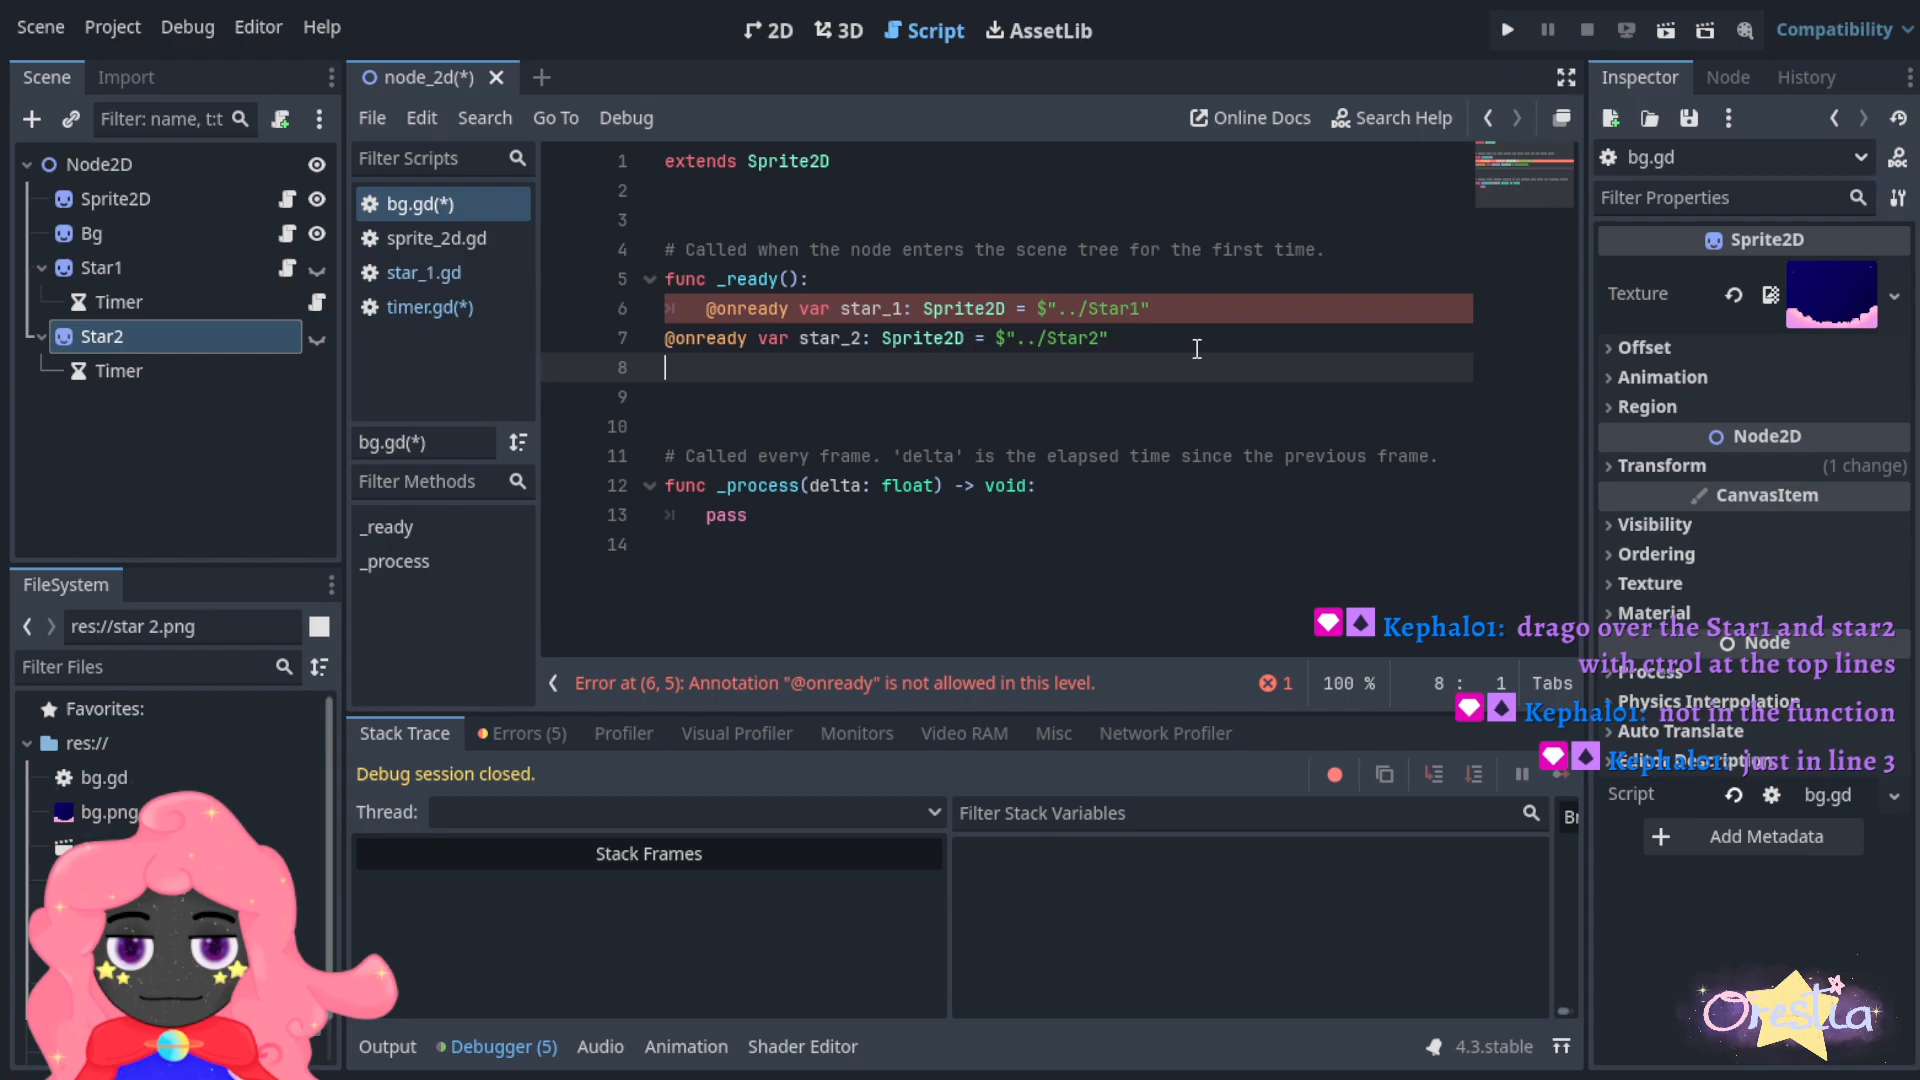 Scene Project Debug Editor Help
2D 3D Script AssetLib
Compatibility
Scene Import
node_2d(*)
Inspector Node History
Filter: name, t:t
File Edit Search Go To Debug
Online Docs Search Help
Node2D
Sprite2D
Bg
Star1
Timer
Star2
Timer
Filter Scripts
bg.gd(*)
sprite_2d.gd
star_1.gd
timer.gd(*)
bg.gd(*)
Filter Methods
_ready
_process
1 extends Sprite2D
2
3
4 # Called when the node enters the scene tree for the first time.
5 func _ready():
6 @onready var star_1: Sprite2D = $"../Star1"
7 @onready var star_2: Sprite2D = $"../Star2"
8
9
10
11 # Called every frame. 'delta' is the elapsed time since the previous frame.
12 func _process(delta: float) -> void:
13 pass
14
Error at (6, 5): Annotation "@onready" is not allowed in this level.
1 100 % 8 : 1 Tabs
bg.gd
Filter Properties
Sprite2D
Texture
Offset
Animation
Region
Node2D
Transform (1 change)
CanvasItem
Visibility
Ordering
Texture
Material
Node
Process
Physics Interpolation
Auto Translate
Editor Description
Script bg.gd
Add Metadata
Kephal01: drago over the Star1 and star2
with ctrol at the top lines
Kephal01: not in the function
Kephal01: just in line 3
FileSystem
res://star 2.png
Filter Files
Favorites:
res://
bg.gd
bg.png
Stack Trace Errors (5) Profiler Visual Profiler Monitors Video RAM Misc Network Profiler
Debug session closed.
Thread:
Filter Stack Variables
Stack Frames
Output Debugger (5) Audio Animation Shader Editor
4.3.stable
Orestia